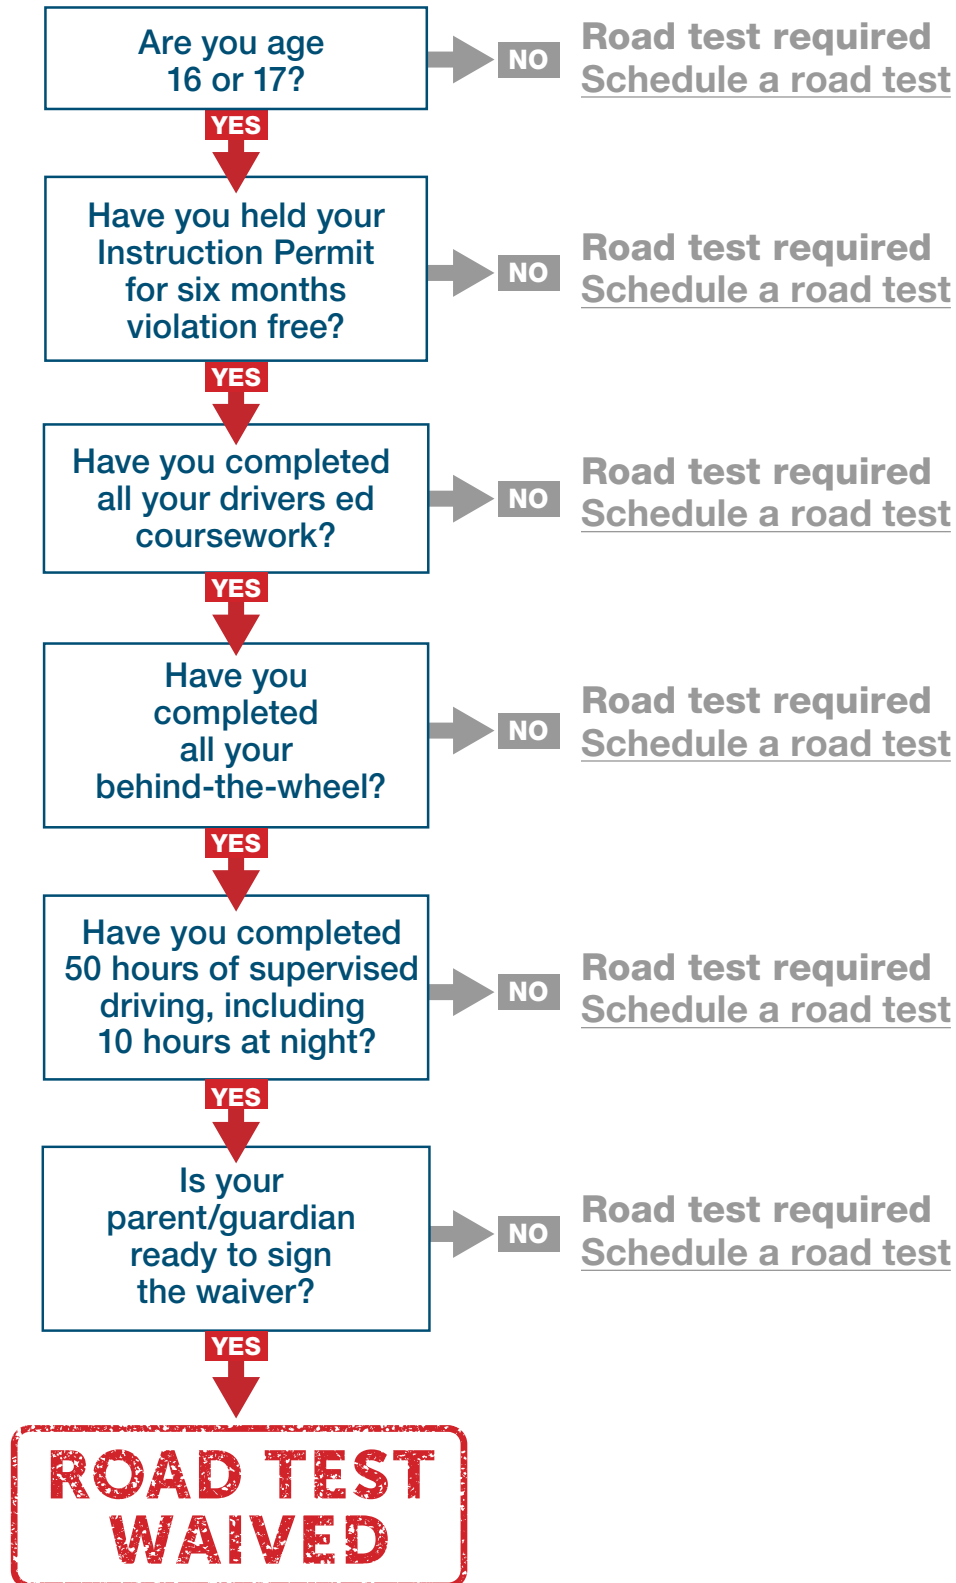 Are you age
16 or 17?
NO
Road test required
Schedule a road test
YES
Have you held your
Instruction Permit
for six months
violation free?
NO
Road test required
Schedule a road test
YES
Have you completed
all your drivers ed
coursework?
NO
Road test required
Schedule a road test
YES
Have you
completed
all your
behind-the-wheel?
NO
Road test required
Schedule a road test
YES
Have you completed
50 hours of supervised
driving, including
10 hours at night?
NO
Road test required
Schedule a road test
YES
Is your
parent/guardian
ready to sign
the waiver?
NO
Road test required
Schedule a road test
YES
ROAD TEST
WAIVED